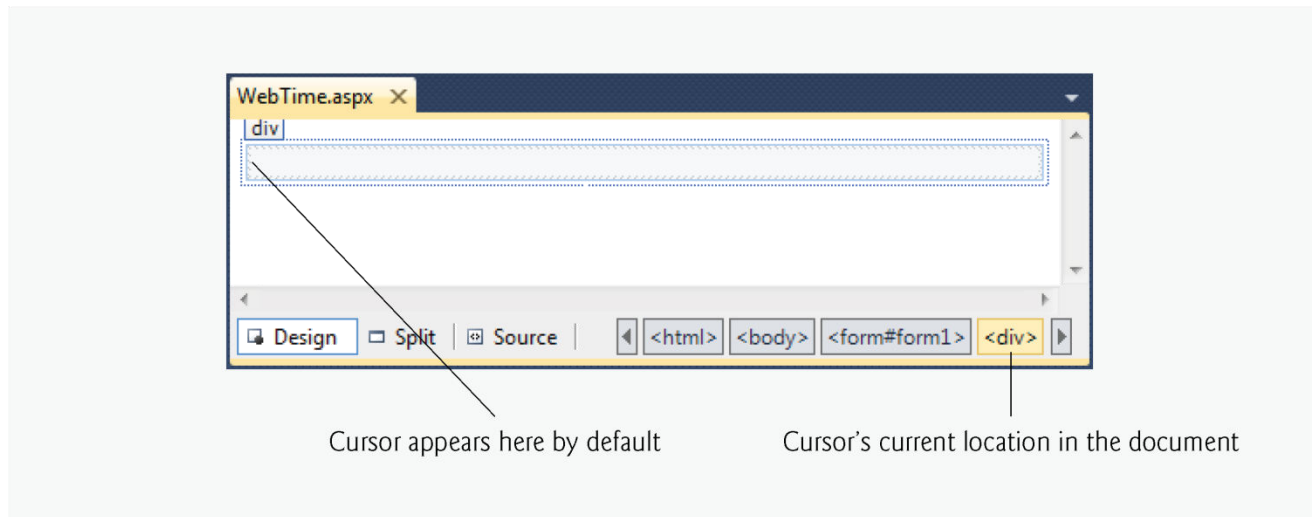 WebTime.aspx
div
Design Split Source <html> <body> <form#form1> <div>
Cursor appears here by default Cursor’s current location in the document